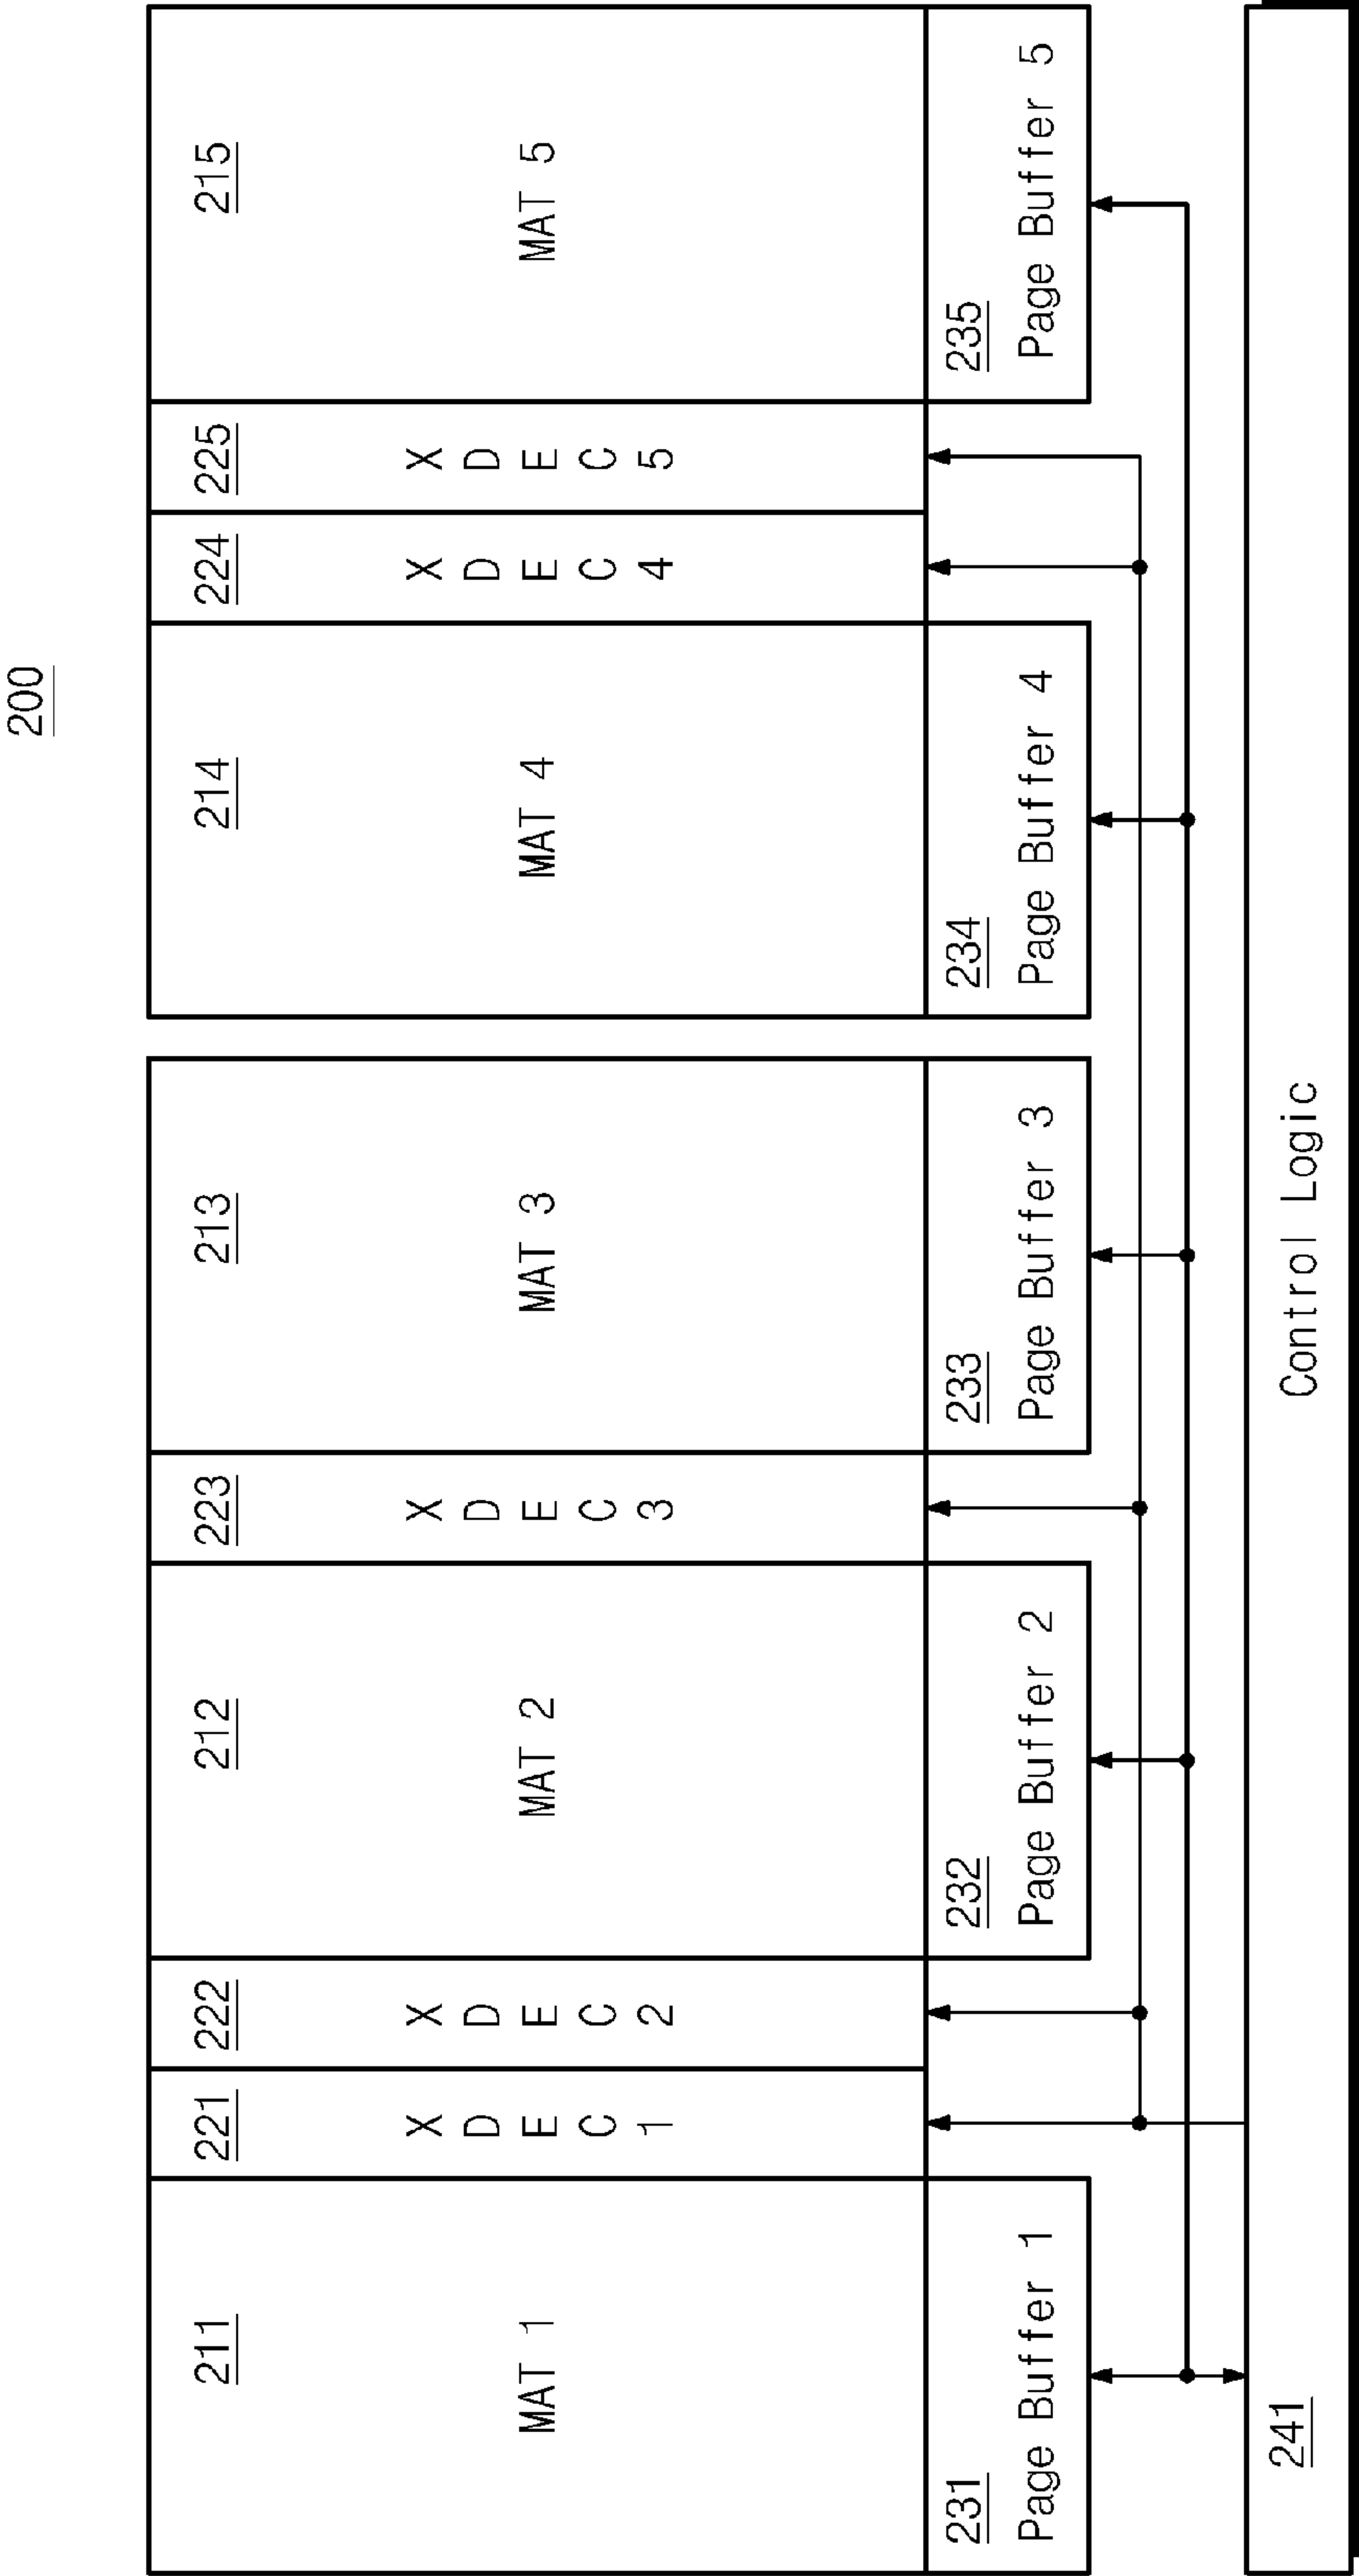 200
211
221
222
212
223
213
214
224
225
215
MAT 1
X
D
E
C
1
X
D
E
C
2
MAT 2
X
D
E
C
3
MAT 3
MAT 4
X
D
E
C
4
X
D
E
C
5
MAT 5
231
Page Buffer 1
232
Page Buffer 2
233
Page Buffer 3
234
Page Buffer 4
235
Page Buffer 5
241
Control Logic